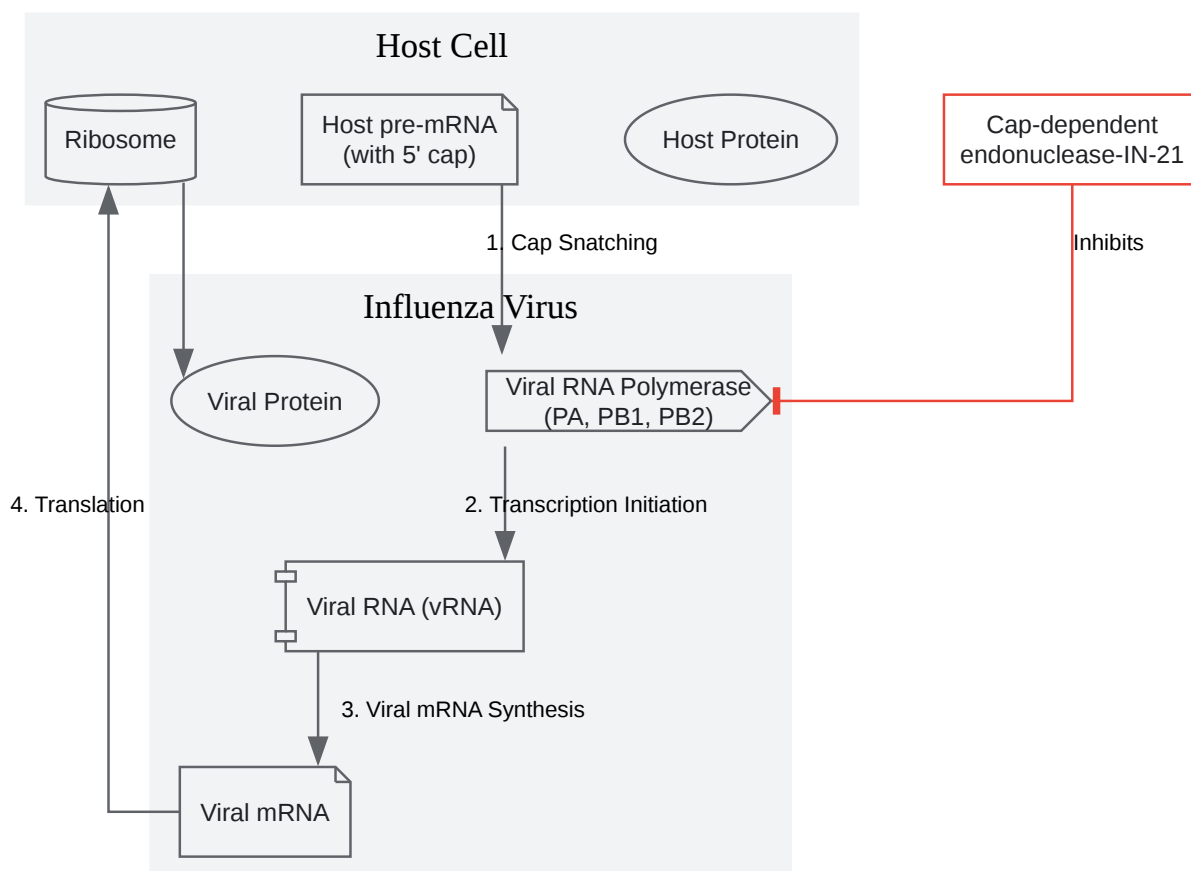 Host Cell
Ribosome
Host pre-mRNA
(with 5' cap)
Host Protein
Cap-dependent
endonuclease-IN-21
1. Cap Snatching
Inhibits
Influenza Virus
Viral Protein
Viral RNA Polymerase
(PA, PB1, PB2)
4. Translation
2. Transcription Initiation
Viral RNA (vRNA)
3. Viral mRNA Synthesis
Viral mRNA